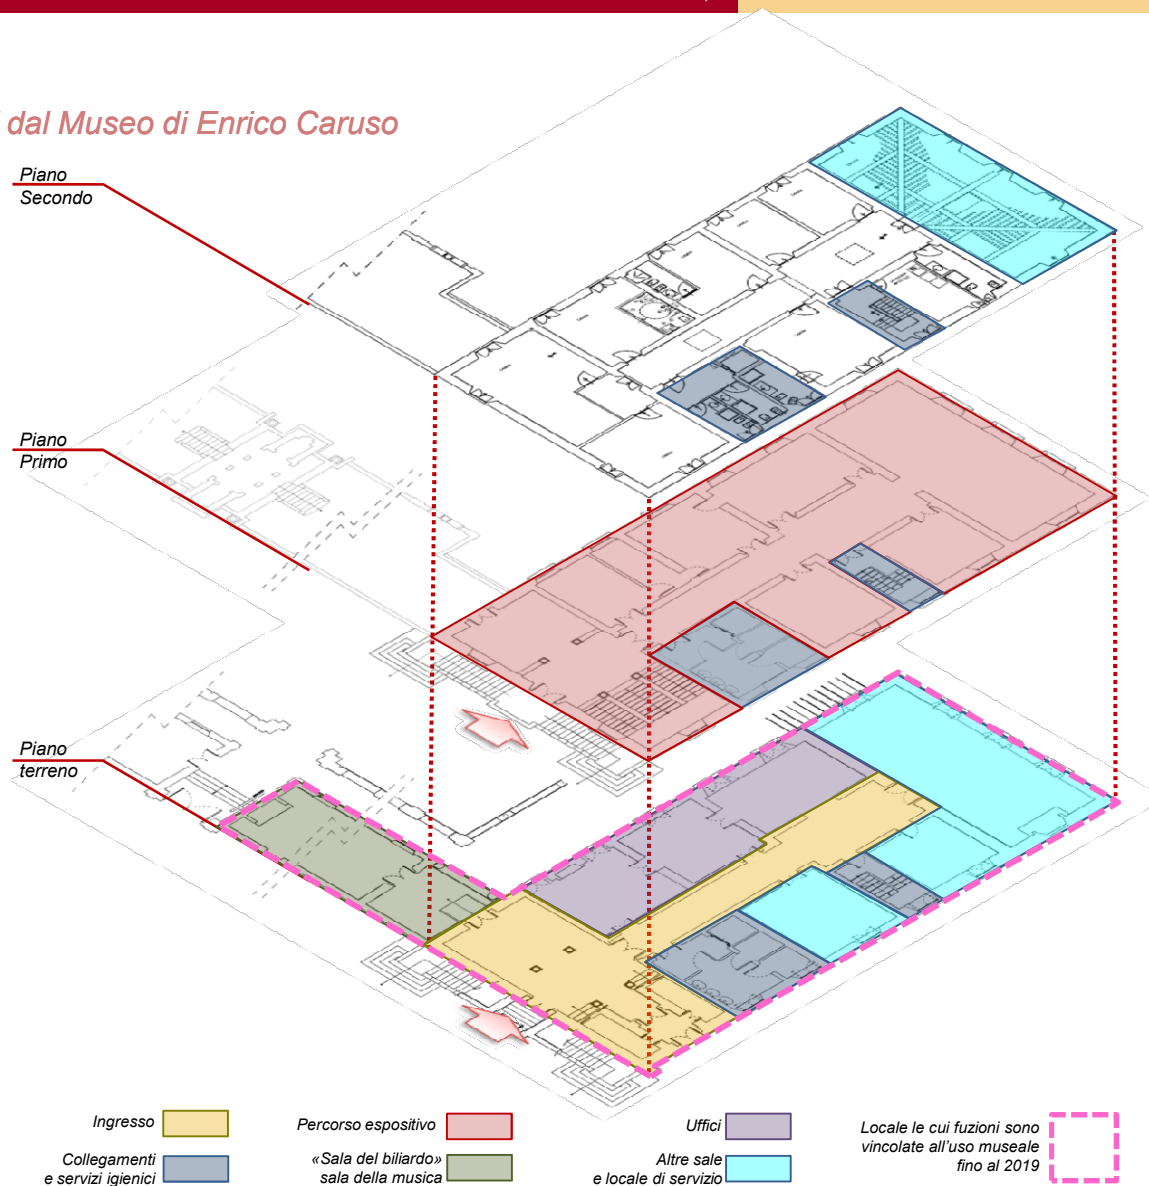 dal Museo di Enrico Caruso
Piano
Secondo
Piano
Primo
Piano
terreno
Ingresso
Percorso espositivo
Uffici
Locale le cui fuzioni sono
vincolate all'uso museale
fino al 2019
Collegamenti
e servizi igienici
«Sala del biliardo»
sala della musica
Altre sale
e locale di servizio